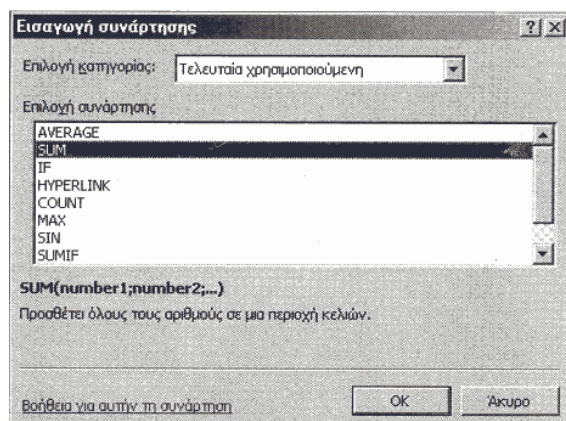 Εισαγωγή συνάρτησης
Επιλογή κατηγορίας: Τελευταία χρησιμοποιούμενη
Επιλογή συνάρτησης
AVERAGE
SUM
IF
HYPERLINK
COUNT
MAX
SIN
SUMIF
SUM(number1;number2;...)
Προσθέτει όλους τους αριθμούς σε μια περιοχή κελιών.
Βοήθεια για αυτήν τη συνάρτηση OK Άκυρο